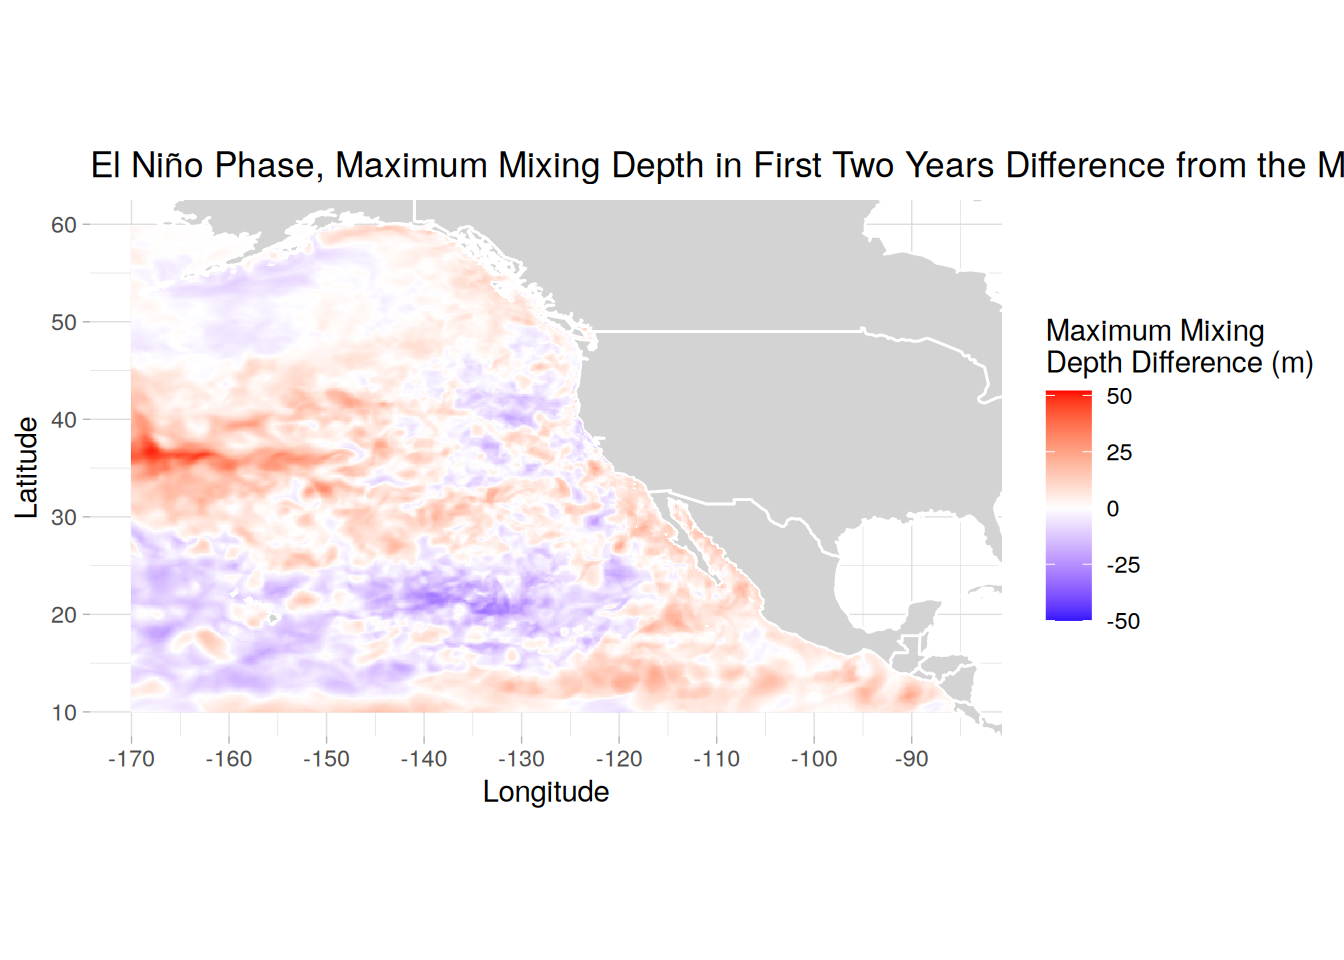 El Niño Phase, Maximum Mixing Depth in First Two Years Difference from the M
60
50
40
30
20
10
Latitude
-170 -160 -150 -140 -130 -120 -110 -100 -90
Longitude
Maximum Mixing
Depth Difference (m)
50
25
0
-25
-50